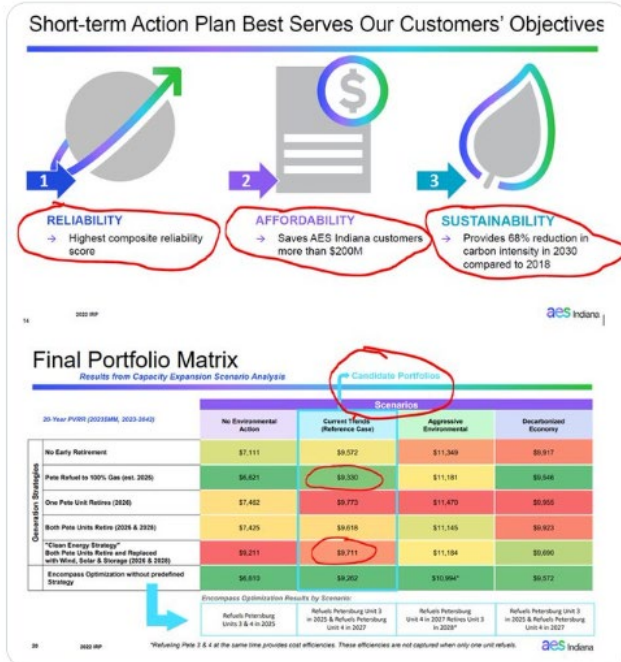 Short-term Action Plan Best Serves Our Customers' Objectives
$
1
2
3
RELIABILITY
→ Highest composite reliability
score
AFFORDABILITY
→ Saves AES Indiana customers
more than $200M
SUSTAINABILITY
→ Provides 68% reduction in
carbon intensity in 2030
compared to 2018
14
2022 IRP
aes Indiana
Final Portfolio Matrix
Results from Capacity Expansion Scenario Analysis
Candidate Portfolios
Scenarios
20-Year PVRR (2023$MN, 2023-2042)
No Environmental
Action
Current Trends
(Reference Case)
Aggressive
Environmental
Decarbonized
Economy
Generation Strategies
No Early Retirement
$7,111
$9,572
$11,349
$9,917
Pete Refuel to 100% Gas (est. 2025)
$6,621
$9,330
$11,181
$9,546
One Pete Unit Retires (2026)
$7,462
$9,773
$11,470
Both Pete Units Retire (2026 & 2028)
$7,425
$9,618
$11,145
$9,923
"Clean Energy Strategy"
Both Pete Units Retire and Replaced
with Wind, Solar & Storage (2026 & 2028)
$9,211
$9,711
$11,184
$9,690
Encompass Optimization without predefined
Strategy
$6,610
$9,262
$10,994*
$9,572
Encompass Optimization Results by Scenario:
Refuels Petersburg
Units 3 & 4 in 2025
Refuels Petersburg Unit 3
in 2025 & Refuels Petersburg
Unit 4 in 2027
Refuels Petersburg
Unit 4 in 2027 Retires Unit 3
in 2028*
Refuels Petersburg Unit 3
in 2025 & Refuels Petersburg
Unit 4 in 2027
2022 IRP
*Refueling Pete 3 & 4 at the same time provides cost efficiencies. These efficiencies are not captured when only one unit refuels.
aes Indiana